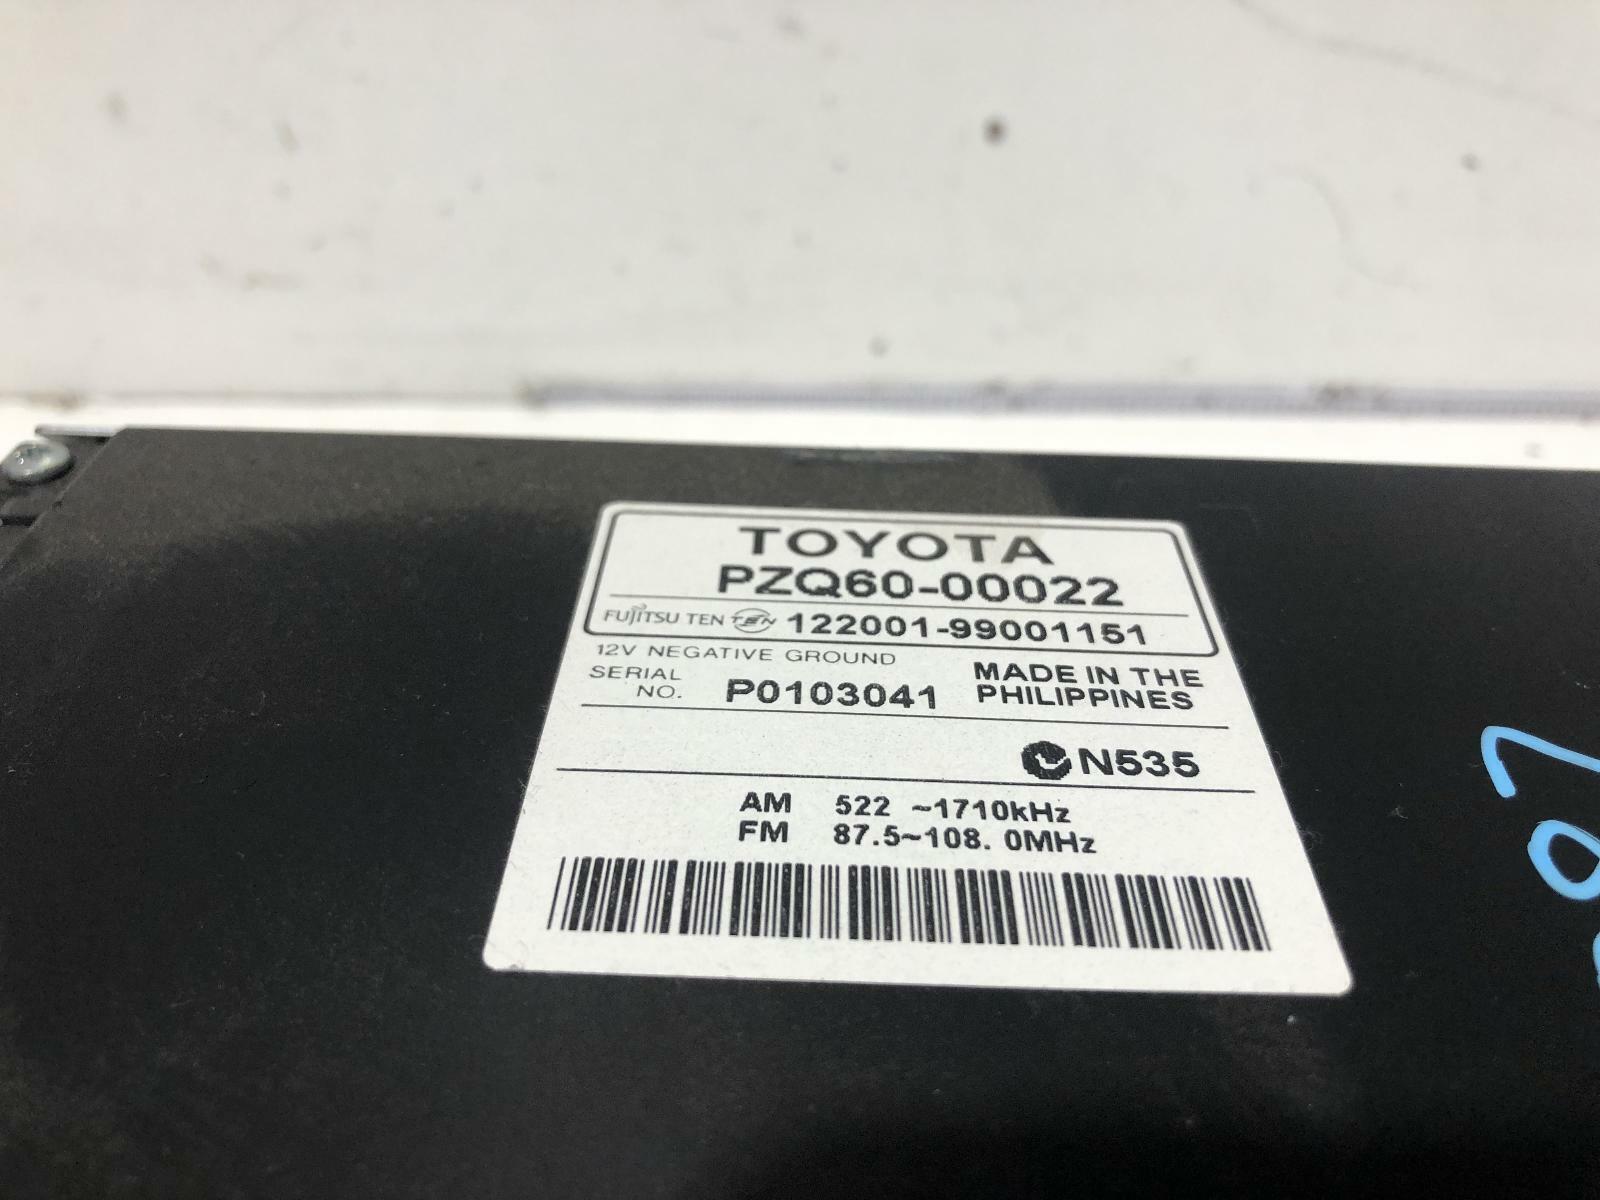 TOYOTA
PZQ60-00022
FUJITSU TEN TEN 122001-99001151
12V NEGATIVE GROUND
SERIAL NO. P0103041
MADE IN THE
PHILIPPINES
N535
AM 522 ~1710kHz
FM 87.5~108. 0MHz